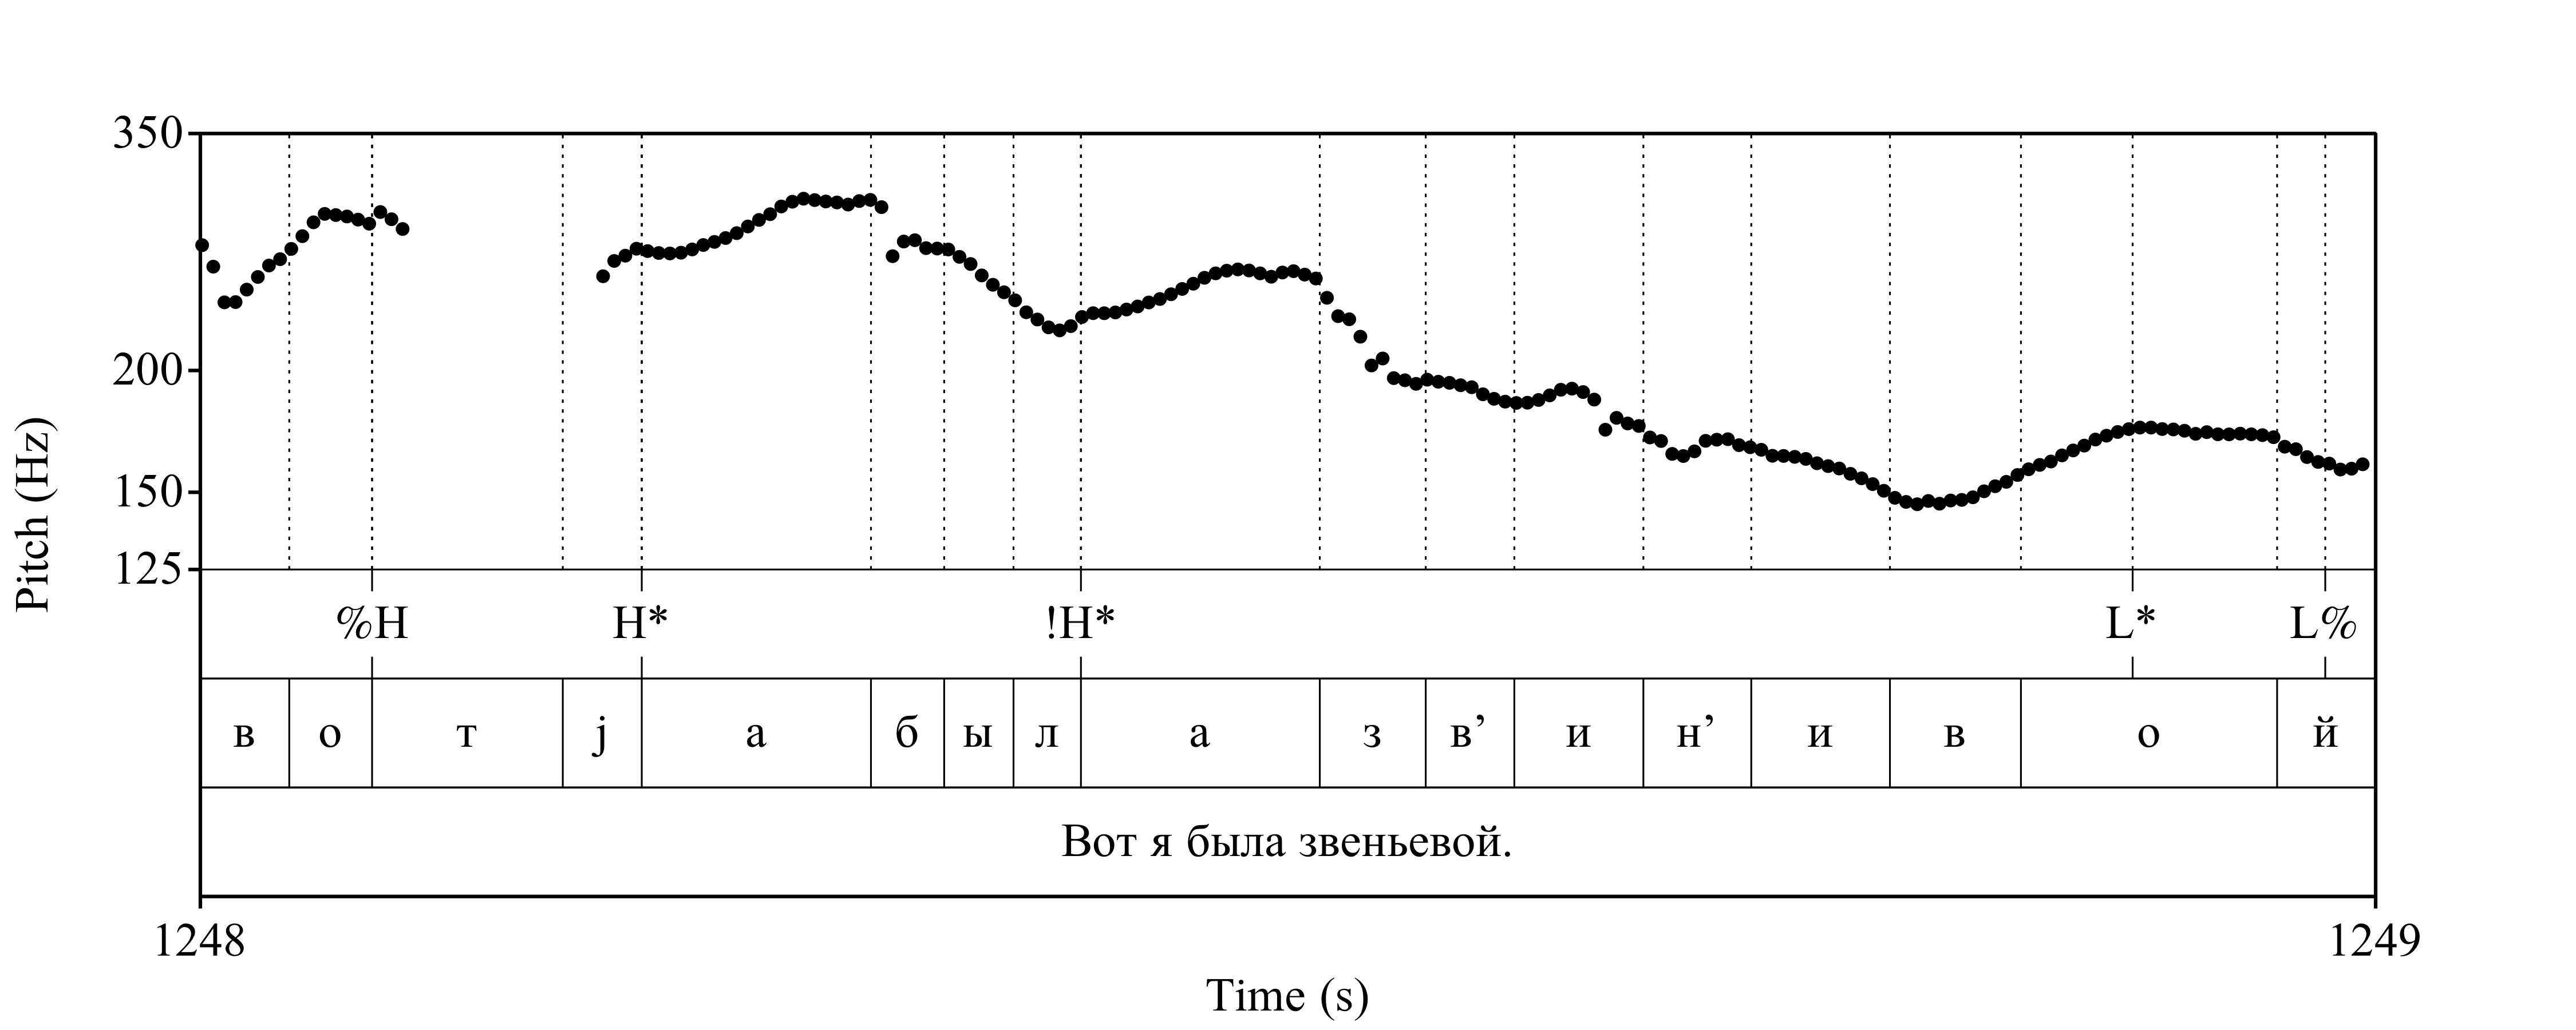 350
200
150
125
Pitch (Hz)
%H H* !H* L* L%
в о т j а б ы л а з в’ и н’ и в о й
Вот я была звеньевой.
1248 1249
Time (s)